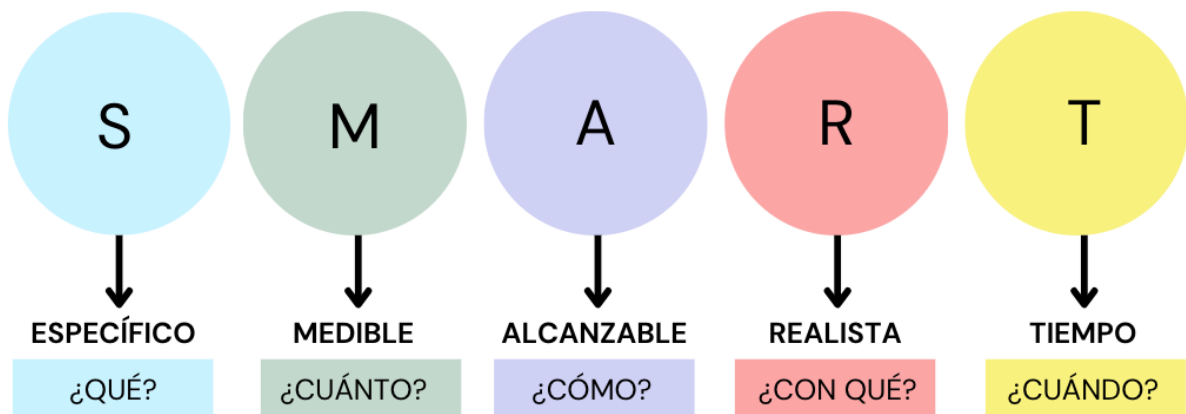 S M A R T
ESPECÍFICO MEDIBLE ALCANZABLE REALISTA TIEMPO
¿QUÉ? ¿CUÁNTO? ¿CÓMO? ¿CON QUÉ? ¿CUÁNDO?